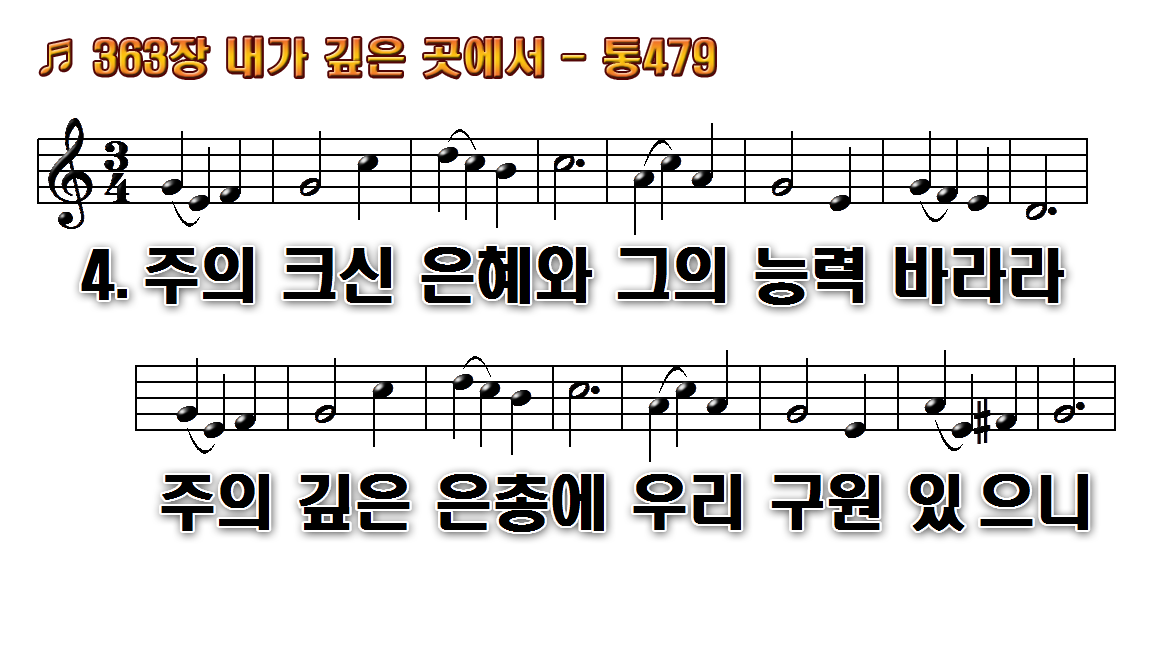 ♬ 363장 내가 깊은 곳에서 - 통479
3
4
4. 주의 크신 은혜와 그의 능력 바라라
주의 깊은 은총에 우리 구원 있으니